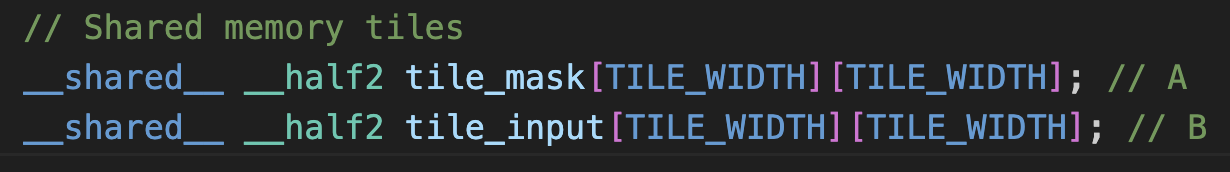 // Shared memory tiles
__shared__ __half2 tile_mask[TILE_WIDTH][TILE_WIDTH]; // A
__shared__ __half2 tile_input[TILE_WIDTH][TILE_WIDTH]; // B